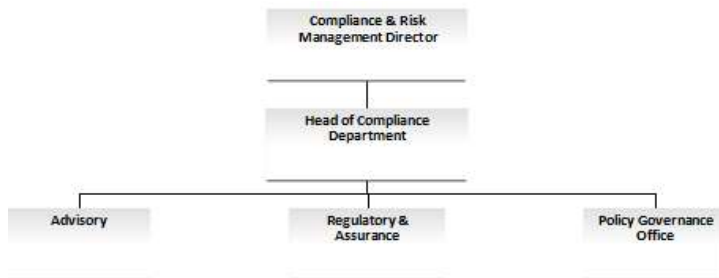 Compliance & Risk
Management Director
Head of Compliance
Department
Advisory
Regulatory &
Assurance
Policy Governance
Office